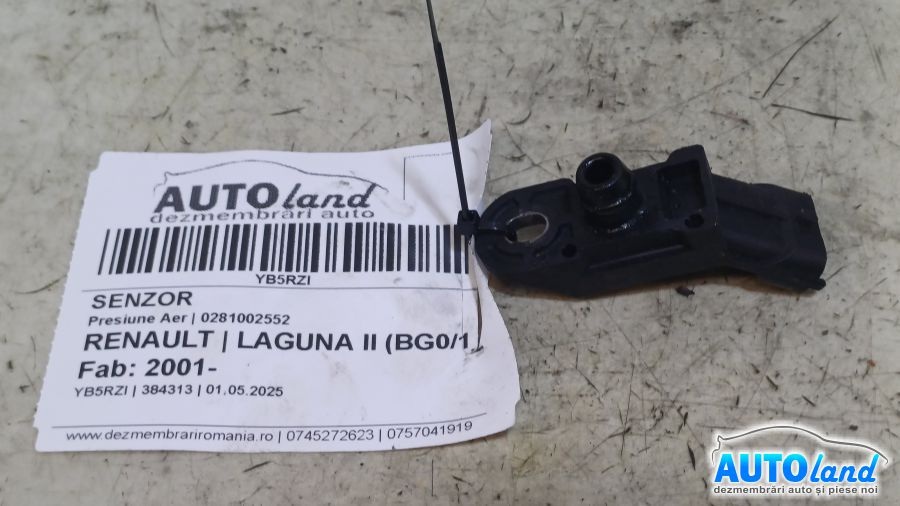 AUTOland
dezmembrări auto
YB5RZI
SENZOR
Presiune Aer | 0281002552
RENAULT | LAGUNA II (BG0/1
Fab: 2001-
YB5RZI | 384313 | 01.05.2025
www.dezmembrariromania.ro | 0745272623 | 0757041919
AUTOland
dezmembrări auto și piese noi